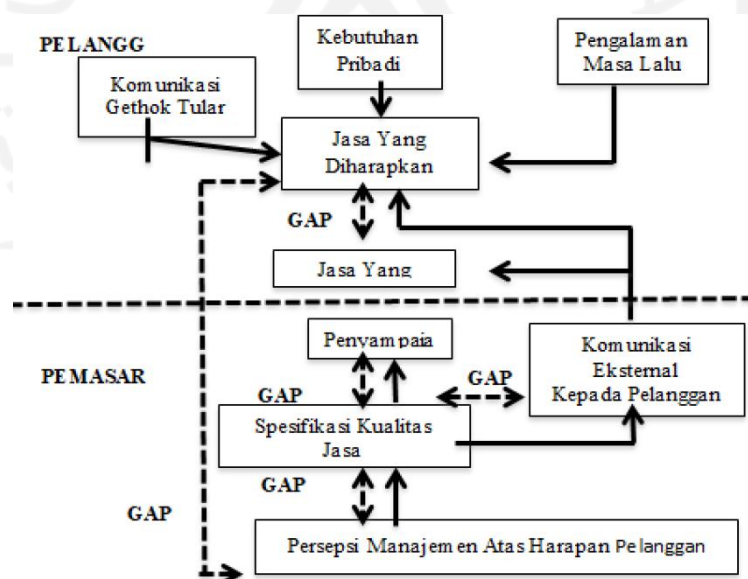 PELANGG
Kebutuhan
Pribadi
Pengalaman
Masa Lalu
Komunikasi
Gethok Tular
Jasa Yang
Diharapkan
GAP
Jasa Yang
Penyampaia
PEMASAR
GAP
GAP
Komunikasi
Eksternal
Kepada Pelanggan
Spesifikasi Kualitas
Jasa
GAP
GAP
Persepsi Manajemen Atas Harapan Pelanggan